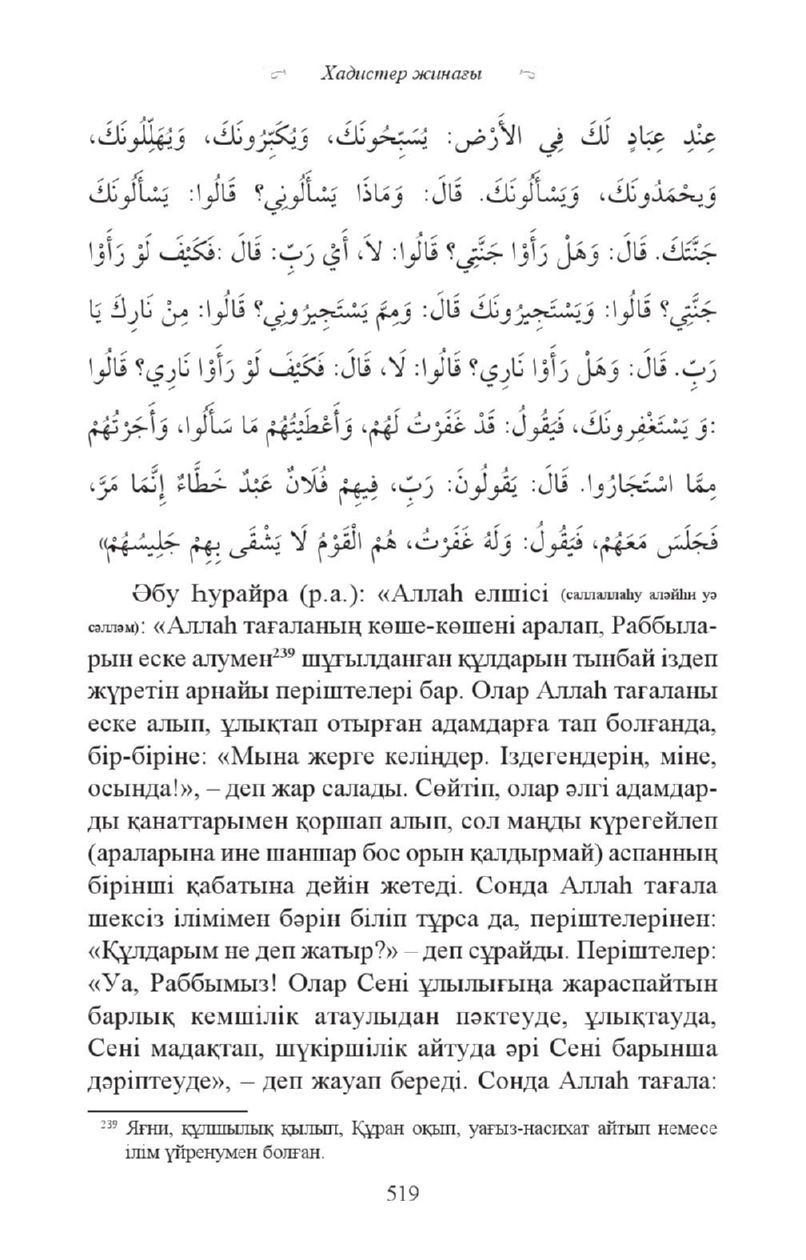 Хадистер жинағы
عِنْدِ عِبَادٍ لَكَ فِي الأَرْضِ: يُسَبِّحُونَكَ، وَيُكَبِّرُونَكَ، وَيُهَلِّلُونَكَ،
وَيحْمَدُونَكَ، وَيَسْأَلُونَكَ. قَالَ: وَمَاذَا يَسْأَلُونِي؟ قَالُوا: يَسْأَلُونَكَ
جَنَّتَكَ. قَالَ: وَهَلْ رَأَوْا جَنَّتِي؟ قَالُوا: لاَ، أَيْ رَبِّ: قَالَ :فَكَيْفَ لَوْ رَأَوْا
جَنَّتِي؟ قَالُوا: وَيَسْتَجِيرُونَكَ قَالَ: وَمِمَّ يَسْتَجِيرُونِي؟ قَالُوا: مِنْ نَارِكَ يَا
رَبِّ. قَالَ: وَهَلْ رَأَوْا نَارِي؟ قَالُوا: لَا، قَالَ: فَكَيْفَ لَوْ رَأَوْا نَارِي؟ قَالُوا
:وَ يَسْتَغْفِرونَكَ، فَيَقُولُ: قَدْ غَفَرْتُ لَهُمْ، وَأَعْطَيْتُهُمْ مَا سَأَلُوا، وَأَجَرْتُهُمْ
مِمَّا اسْتَجَارُوا. قَالَ: يَقُولُونَ: رَبِّ، فِيهِمْ فُلَانٌ عَبْدٌ خَطَّاءٌ إِنَّمَا مَرَّ،
فَجَلَسَ مَعَهُمْ، فَيَقُولُ: وَلَهُ غَفَرْتُ، هُمْ الْقَوْمُ لَا يَشْقَى بِهِمْ جَلِيسُهُمْ»
Әбу Һурайра (р.а.): «Аллаһ елшісі (саллаллаһу аләйһи уә
сәлләм): «Аллаһ тағаланың көше-көшені аралап, Раббыла-
рын еске алумен²³⁹ шұғылданған құлдарын тынбай іздеп
жүретін арнайы періштелері бар. Олар Аллаһ тағаланы
еске алып, ұлықтап отырған адамдарға тап болғанда,
бір-біріне: «Мына жерге келіңдер. Іздегендерің, міне,
осында!», – деп жар салады. Сөйтіп, олар әлгі адамдар-
ды қанаттарымен қоршап алып, сол маңды күрегейлеп
(араларына ине шаншар бос орын қалдырмай) аспанның
бірінші қабатына дейін жетеді. Сонда Аллаһ тағала
шексіз ілімімен бәрін біліп тұрса да, періштелерінен:
«Құлдарым не деп жатыр?» – деп сұрайды. Періштелер:
«Уа, Раббымыз! Олар Сені ұлылығыңа жараспайтын
барлық кемшілік атаулыдан пәктеуде, ұлықтауда,
Сені мадақтап, шүкіршілік айтуда әрі Сені барынша
дәріптеуде», – деп жауап береді. Сонда Аллаһ тағала:
²³⁹ Яғни, құлшылық қылып, Құран оқып, уағыз-насихат айтып немесе
ілім үйренумен болған.
519